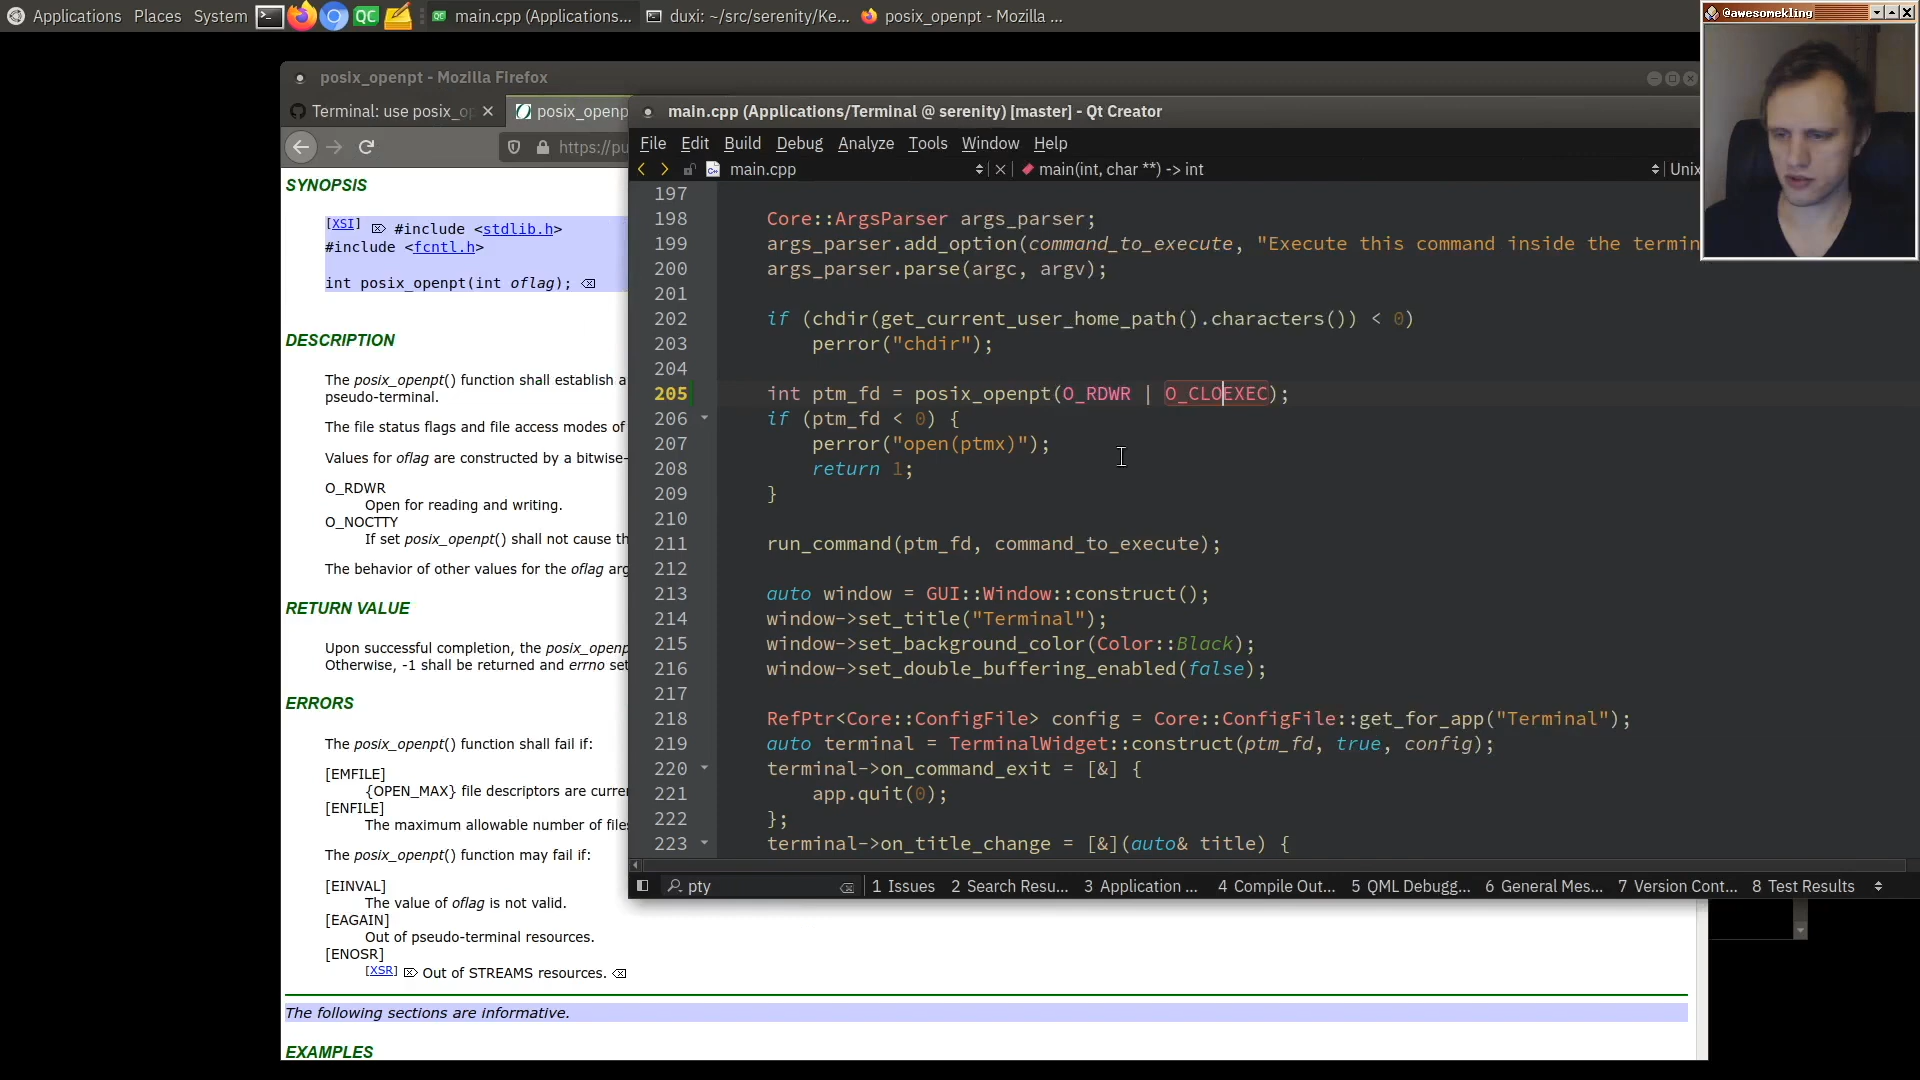 Applications Places System main.cpp (Applications... duxi: ~/src/serenity/Ke... posix_openpt - Mozilla ...
@awesomekling
posix_openpt - Mozilla Firefox
Terminal: use posix_op
posix_openp
https://pu
SYNOPSIS
[XSI] #include <stdlib.h>
#include <fcntl.h>
int posix_openpt(int oflag);
DESCRIPTION
The posix_openpt() function shall establish a
pseudo-terminal.
The file status flags and file access modes of
Values for oflag are constructed by a bitwise-
O_RDWR
Open for reading and writing.
O_NOCTTY
If set posix_openpt() shall not cause th
The behavior of other values for the oflag arg
RETURN VALUE
Upon successful completion, the posix_openp
Otherwise, -1 shall be returned and errno set
ERRORS
The posix_openpt() function shall fail if:
[EMFILE]
{OPEN_MAX} file descriptors are curre
[ENFILE]
The maximum allowable number of files
The posix_openpt() function may fail if:
[EINVAL]
The value of oflag is not valid.
[EAGAIN]
Out of pseudo-terminal resources.
[ENOSR]
[XSR] Out of STREAMS resources.
The following sections are informative.
EXAMPLES
main.cpp (Applications/Terminal @ serenity) [master] - Qt Creator
File Edit Build Debug Analyze Tools Window Help
main.cpp main(int, char **) -> int Unix
197
198 Core::ArgsParser args_parser;
199 args_parser.add_option(command_to_execute, "Execute this command inside the termin
200 args_parser.parse(argc, argv);
201
202 if (chdir(get_current_user_home_path().characters()) < 0)
203 perror("chdir");
204
205 int ptm_fd = posix_openpt(O_RDWR | O_CLOEXEC);
206 if (ptm_fd < 0) {
207 perror("open(ptmx)");
208 return 1;
209 }
210
211 run_command(ptm_fd, command_to_execute);
212
213 auto window = GUI::Window::construct();
214 window->set_title("Terminal");
215 window->set_background_color(Color::Black);
216 window->set_double_buffering_enabled(false);
217
218 RefPtr<Core::ConfigFile> config = Core::ConfigFile::get_for_app("Terminal");
219 auto terminal = TerminalWidget::construct(ptm_fd, true, config);
220 terminal->on_command_exit = [&] {
221 app.quit(0);
222 };
223 terminal->on_title_change = [&](auto& title) {
pty 1 Issues 2 Search Resu... 3 Application ... 4 Compile Out... 5 QML Debugg... 6 General Mes... 7 Version Cont... 8 Test Results